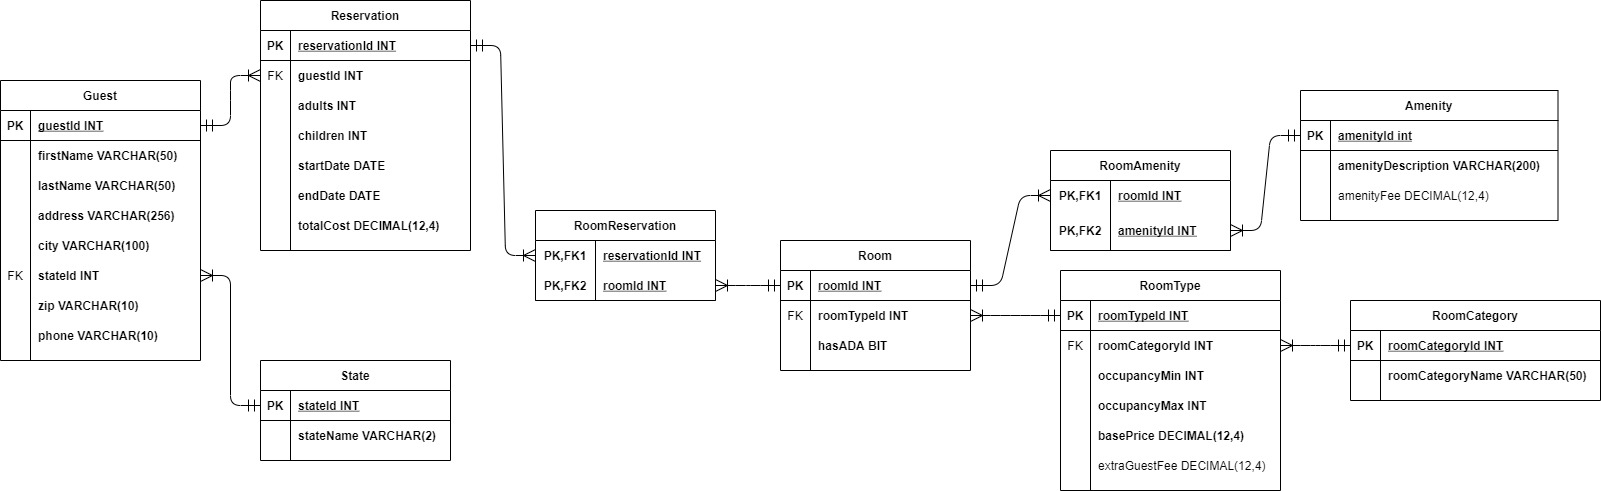 Reservation
PK reservationId INT
FK guestId INT
adults INT
children INT
startDate DATE
endDate DATE
totalCost DECIMAL(12,4)
Guest
PK guestId INT
firstName VARCHAR(50)
lastName VARCHAR(50)
address VARCHAR(256)
city VARCHAR(100)
FK stateId INT
zip VARCHAR(10)
phone VARCHAR(10)
State
PK stateId INT
stateName VARCHAR(2)
RoomReservation
PK,FK1 reservationId INT
PK,FK2 roomId INT
Room
PK roomId INT
FK roomTypeId INT
hasADA BIT
RoomAmenity
PK,FK1 roomId INT
PK,FK2 amenityId INT
Amenity
PK amenityId int
amenityDescription VARCHAR(200)
amenityFee DECIMAL(12,4)
RoomType
PK roomTypeId INT
FK roomCategoryId INT
occupancyMin INT
occupancyMax INT
basePrice DECIMAL(12,4)
extraGuestFee DECIMAL(12,4)
RoomCategory
PK roomCategoryId INT
roomCategoryName VARCHAR(50)